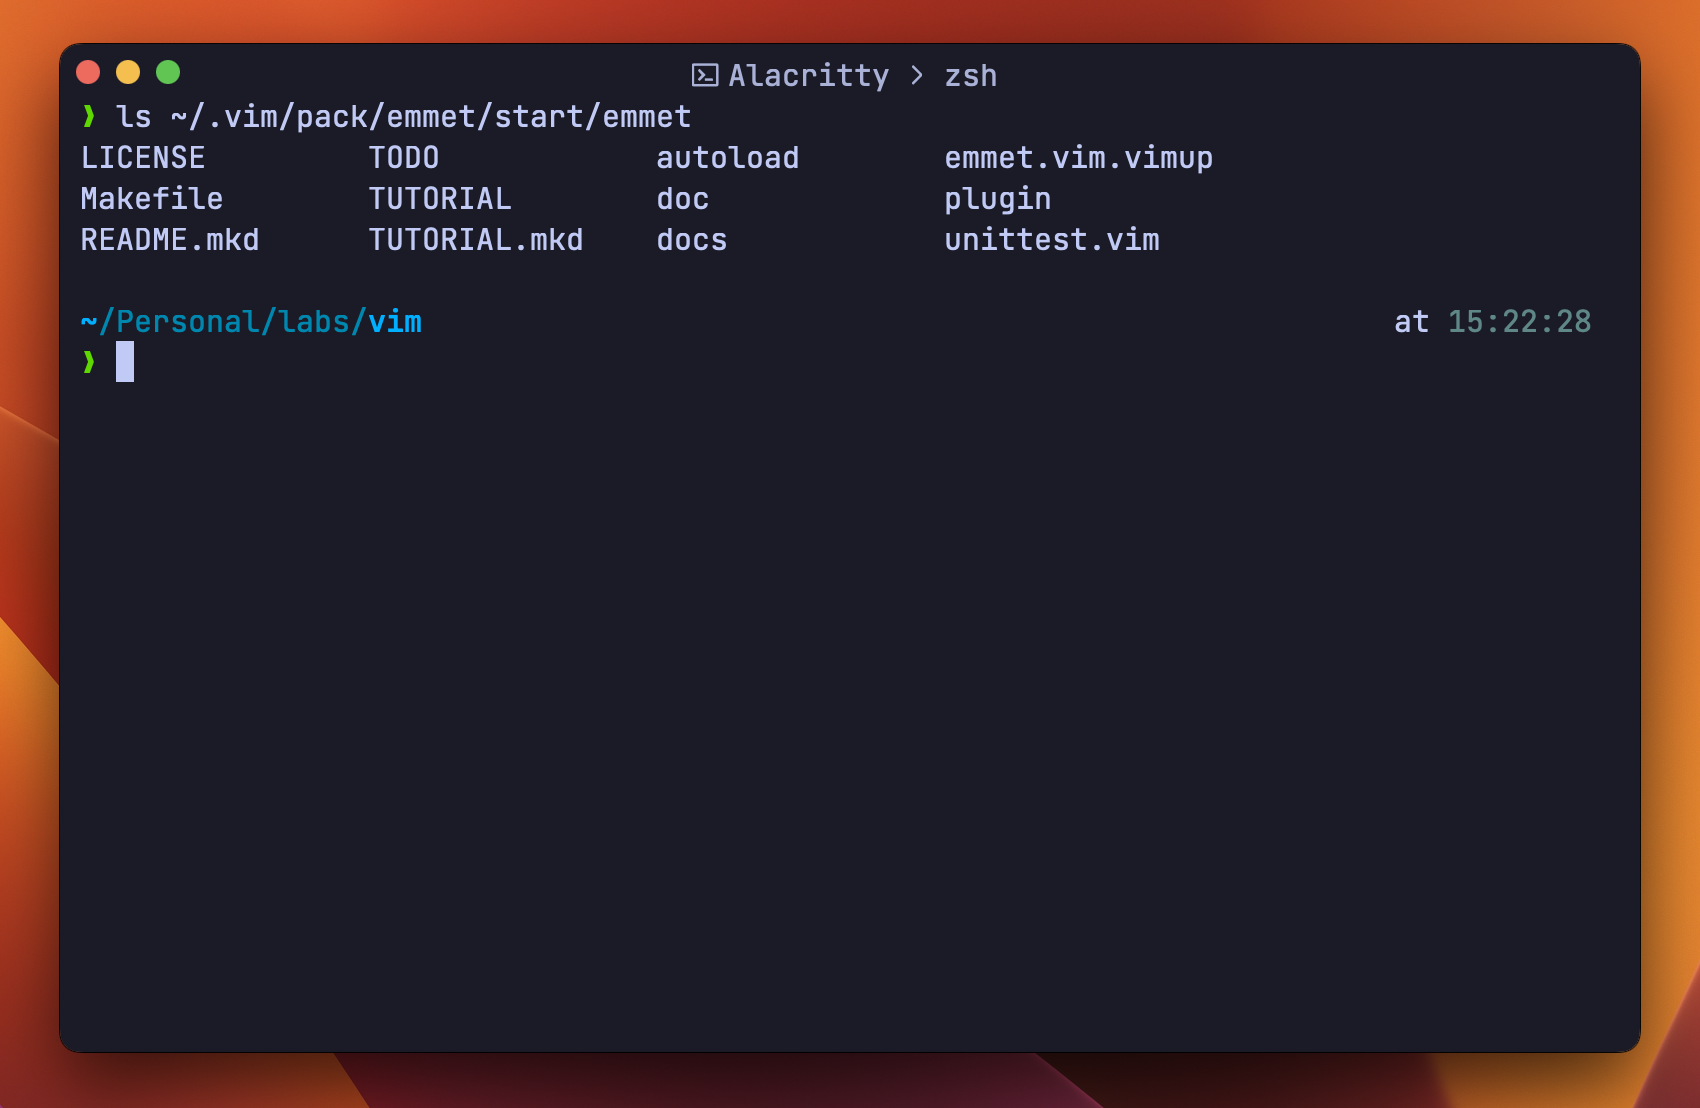 Alacritty > zsh
❱ ls ~/.vim/pack/emmet/start/emmet
LICENSE TODO autoload emmet.vim.vimup
Makefile TUTORIAL doc plugin
README.mkd TUTORIAL.mkd docs unittest.vim
~/Personal/labs/vim at 15:22:28
❱